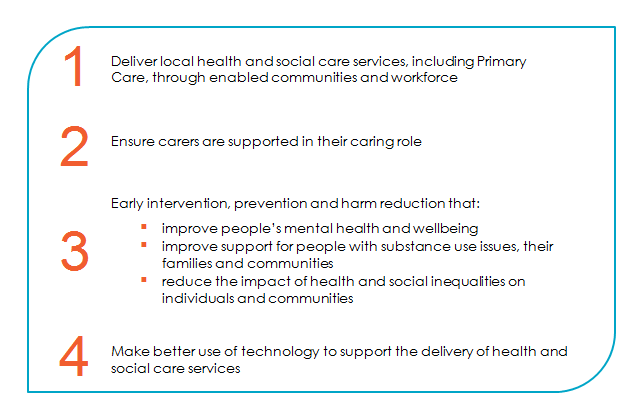 1
Deliver local health and social care services, including Primary
Care, through enabled communities and workforce
2
Ensure carers are supported in their caring role
3
Early intervention, prevention and harm reduction that:
▪ improve people's mental health and wellbeing
▪ improve support for people with substance use issues, their
families and communities
▪ reduce the impact of health and social inequalities on
individuals and communities
4
Make better use of technology to support the delivery of health and
social care services